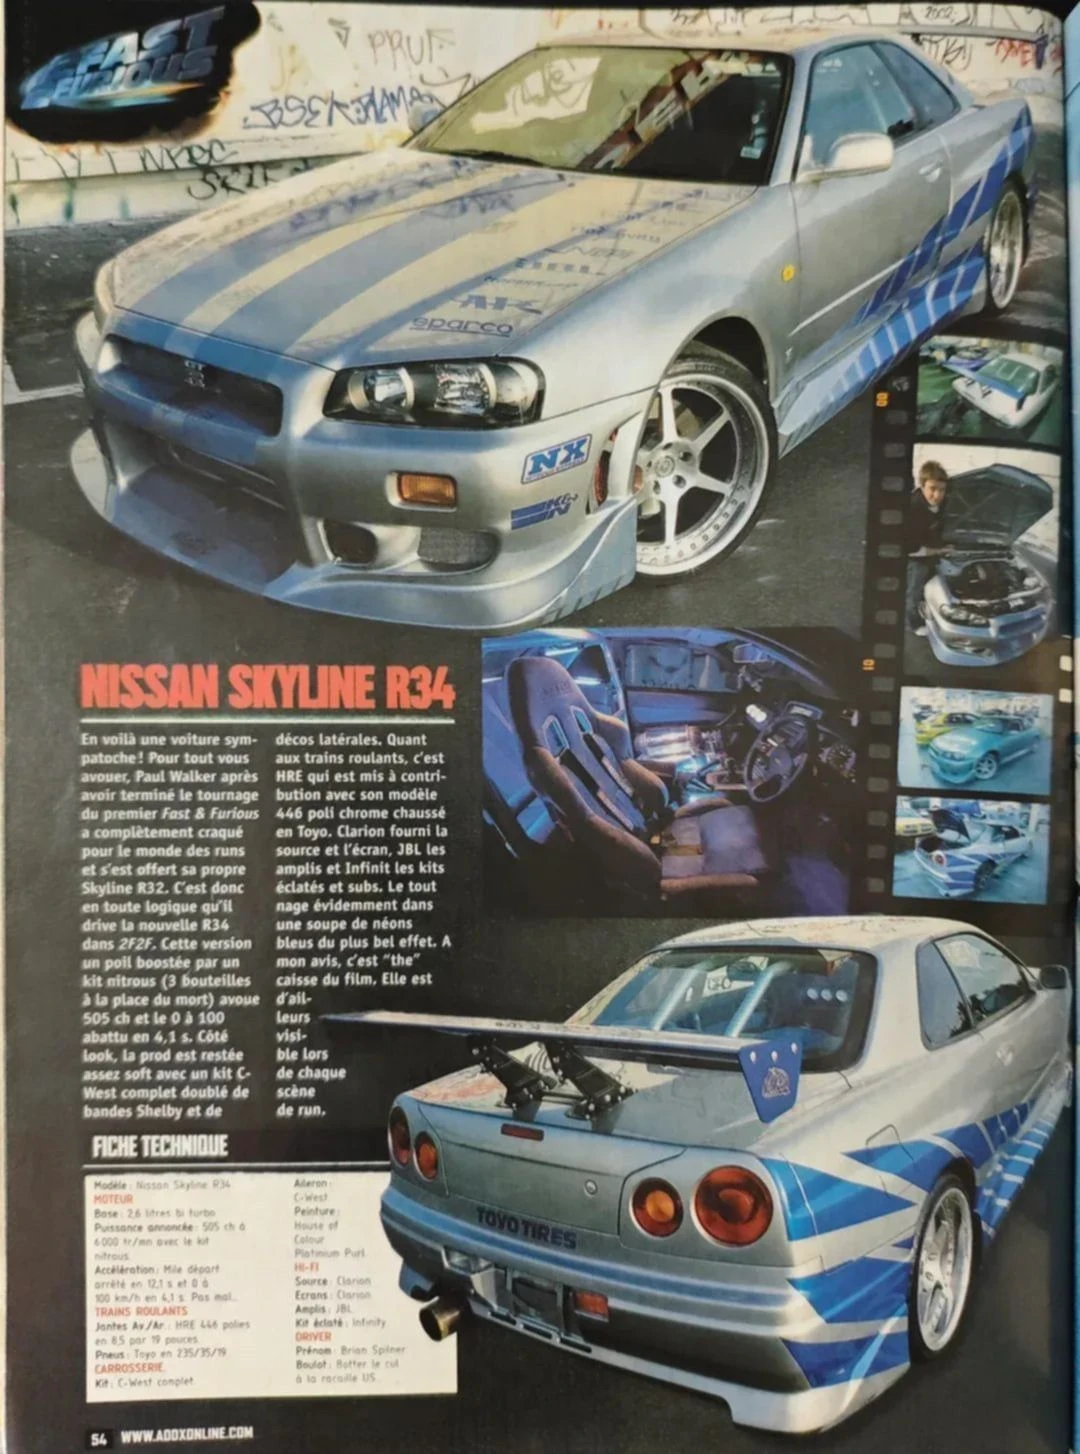 FAST
FURIOUS
PRUF
2002
sparco
NX
K&N
NISSAN SKYLINE R34
En voilà une voiture sym-
patoche! Pour tout vous
avouer, Paul Walker après
avoir terminé le tournage
du premier Fast & Furious
a complètement craqué
pour le monde des runs
et s'est offert sa propre
Skyline R32. C'est donc
en toute logique qu'il
drive la nouvelle R34
dans 2F2F. Cette version
un poil boostée par un
kit nitrous (3 bouteilles
à la place du mort) avoue
505 ch et le 0 à 100
abattu en 4,1 s. Côté
look, la prod est restée
assez soft avec un kit C-
West complet doublé de
bandes Shelby et de
décos latérales. Quant
aux trains roulants, c'est
HRE qui est mis à contri-
bution avec son modèle
446 poli chrome chaussé
en Toyo. Clarion fourni la
source et l'écran, JBL les
amplis et Infinit les kits
éclatés et subs. Le tout
nage évidemment dans
une soupe de néons
bleus du plus bel effet. A
mon avis, c'est "the"
caisse du film. Elle est
d'ail-
leurs
visi-
ble lors
de chaque
scène
de run.
FICHE TECHNIQUE
Modèle : Nissan Skyline R34
MOTEUR
Base : 2,6 litres bi turbo
Puissance annoncée : 505 ch à
6 000 tr/mn avec le kit
nitrous
Accélération : Mile départ
arrêté en 12,1 s et 0 à
100 km/h en 4,1 s. Pas mal...
TRAINS ROULANTS
Jantes Av./Ar. : HRE 446 polies
en 8,5 par 19 pouces
Pneus : Toyo en 235/35/19
CARROSSERIE
Kit : C-West complet
Aileron :
C-West
Peinture :
House of
Colour
Platinium Purl
HI-FI
Source : Clarion
Ecrans : Clarion
Amplis : JBL
Kit éclaté : Infinity
DRIVER
Prénom : Brian Spilner
Boulot : Botter le cul
à la racaille US...
TOYO TIRES
54 WWW.ADDXONLINE.COM